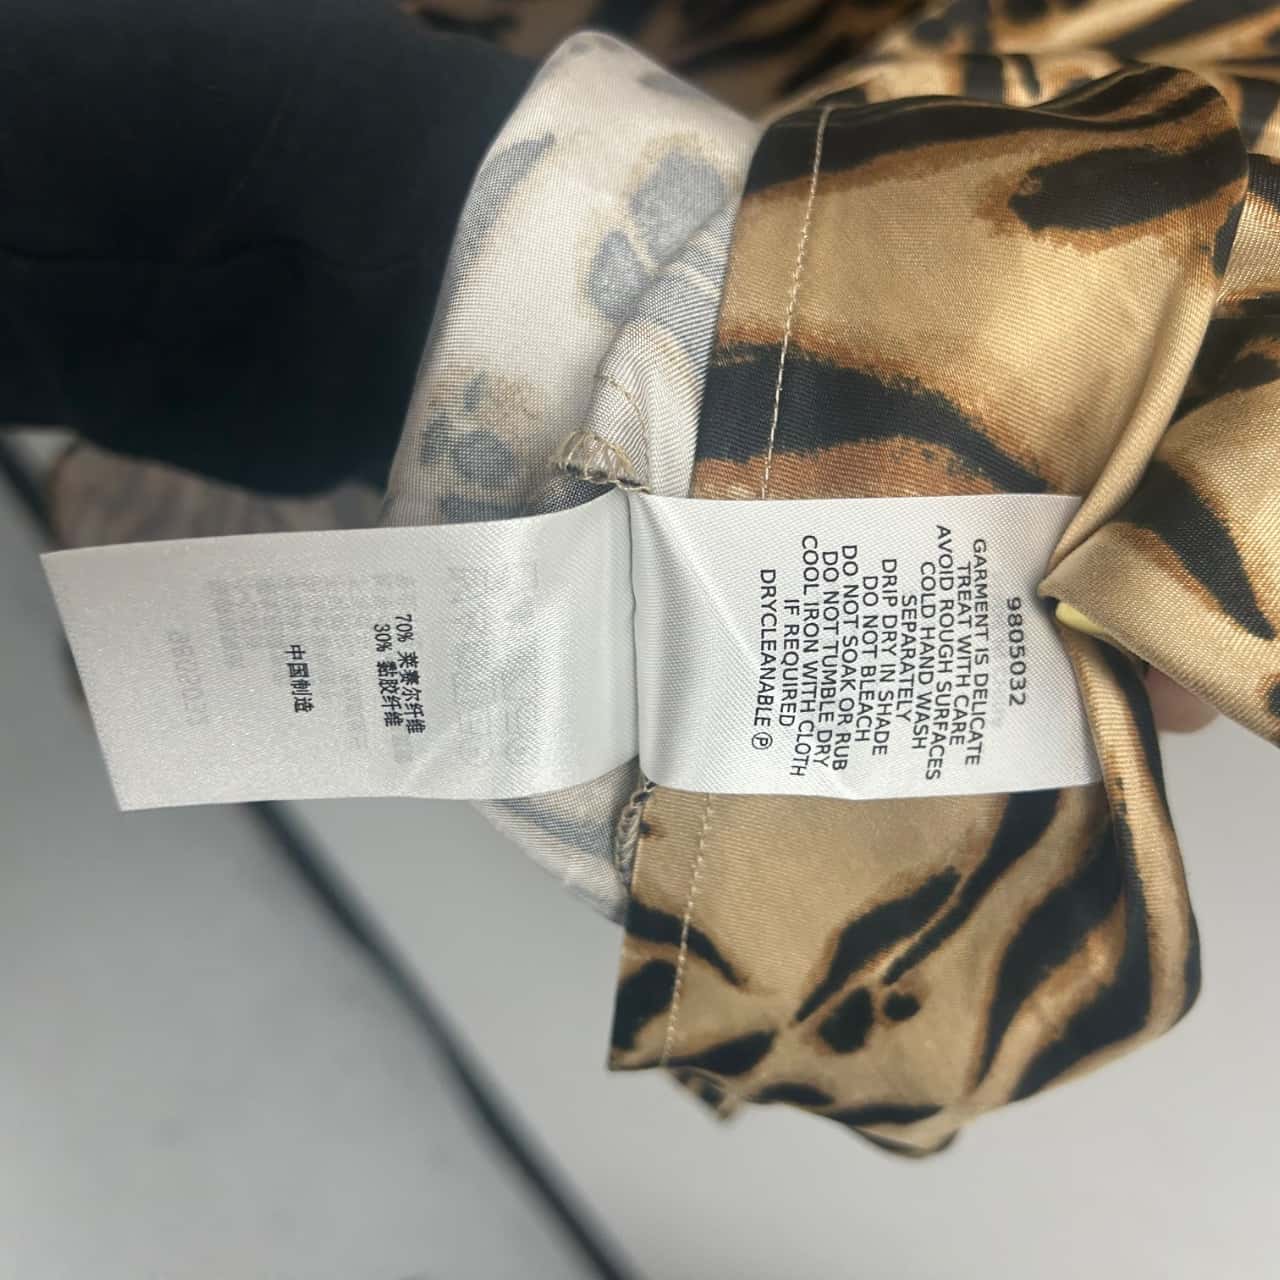 9805032
GARMENT IS DELICATE
TREAT WITH CARE
AVOID ROUGH SURFACES
COLD HAND WASH
SEPARATELY
DRIP DRY IN SHADE
DO NOT BLEACH
DO NOT SOAK OR RUB
DO NOT TUMBLE DRY
COOL IRON WITH CLOTH
IF REQUIRED
DRYCLEANABLE Ⓟ
70% 莱赛尔纤维
30% 黏胶纤维
中国制造